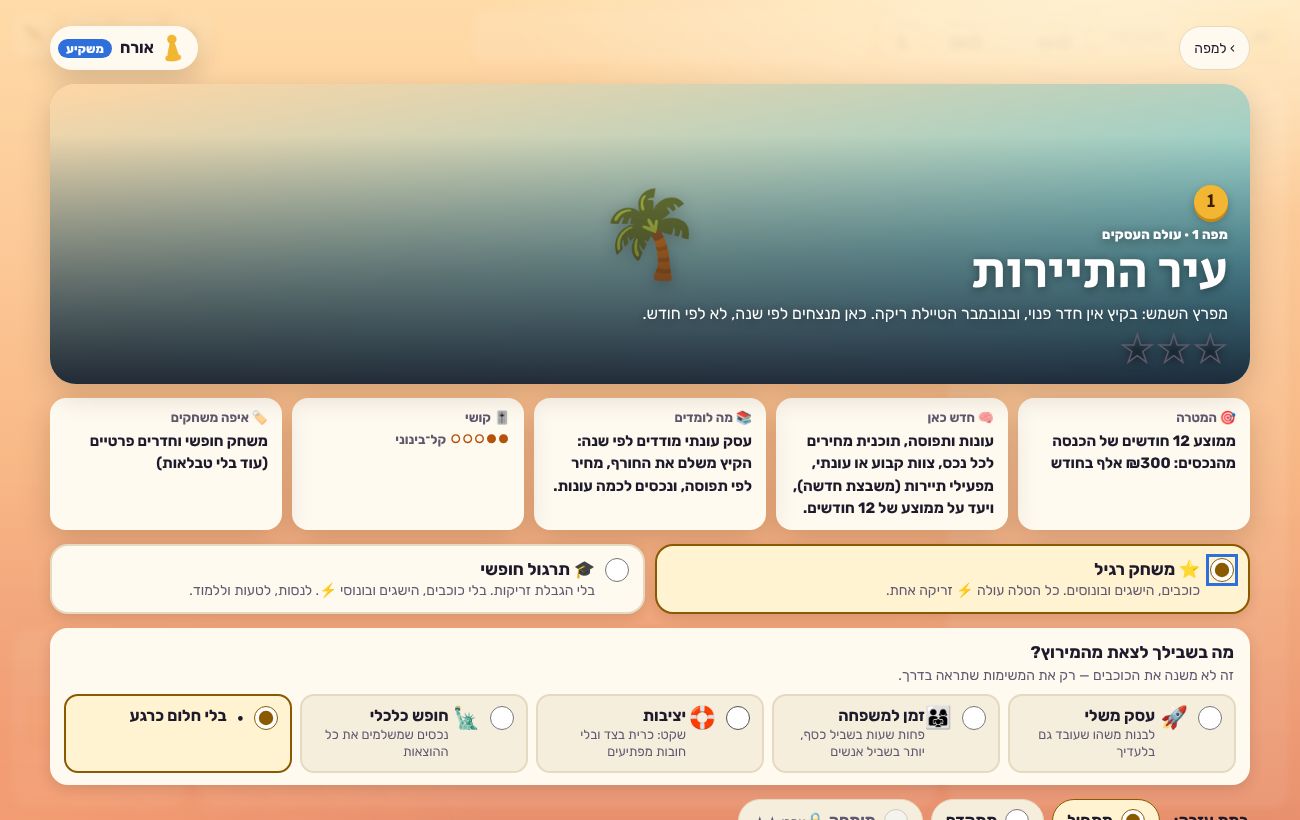 ‹ למפה
אורח משקיע
1
מפה 1 • עולם העסקים
עיר התיירות
מפרץ השמש: בקיץ אין חדר פנוי, ובנובמבר הטיילת ריקה. כאן מנצחים לפי שנה, לא לפי חודש.
🎯 המטרה
ממוצע 12 חודשים של הכנסה
מהנכסים: ₪300 אלף בחודש
🧠 חדש כאן
עונות ותפוסה, תוכנית מחירים
לכל נכס, צוות קבוע או עונתי,
מפעילי תיירות (משבצת חדשה),
ויעד על ממוצע של 12 חודשים.
📚 מה לומדים
עסק עונתי מודדים לפי שנה:
הקיץ משלם את החורף, מחיר
לפי תפוסה, ונכסים לכמה עונות.
🎚️ קושי
קל־בינוני
🏷️ איפה משחקים
משחק חופשי וחדרים פרטיים
(עוד בלי טבלאות)
⭐ משחק רגיל
כוכבים, הישגים ובונוסים. כל הטלה עולה ⚡ זריקה אחת.
🎓 תרגול חופשי
בלי הגבלת זריקות. בלי כוכבים, הישגים ובונוסי ⚡. לנסות, לטעות וללמוד.
מה בשבילך לצאת מהמירוץ?
זה לא משנה את הכוכבים — רק את המשימות שתראה בדרך.
🚀 עסק משלי
לבנות משהו שעובד גם
בלעדיך
👨‍👩‍👧 זמן למשפחה
פחות שעות בשביל כסף,
יותר בשביל אנשים
🛟 יציבות
שקט: כרית בצד ובלי
חובות מפתיעים
🗽 חופש כלכלי
נכסים שמשלמים את כל
ההוצאות
• בלי חלום כרגע